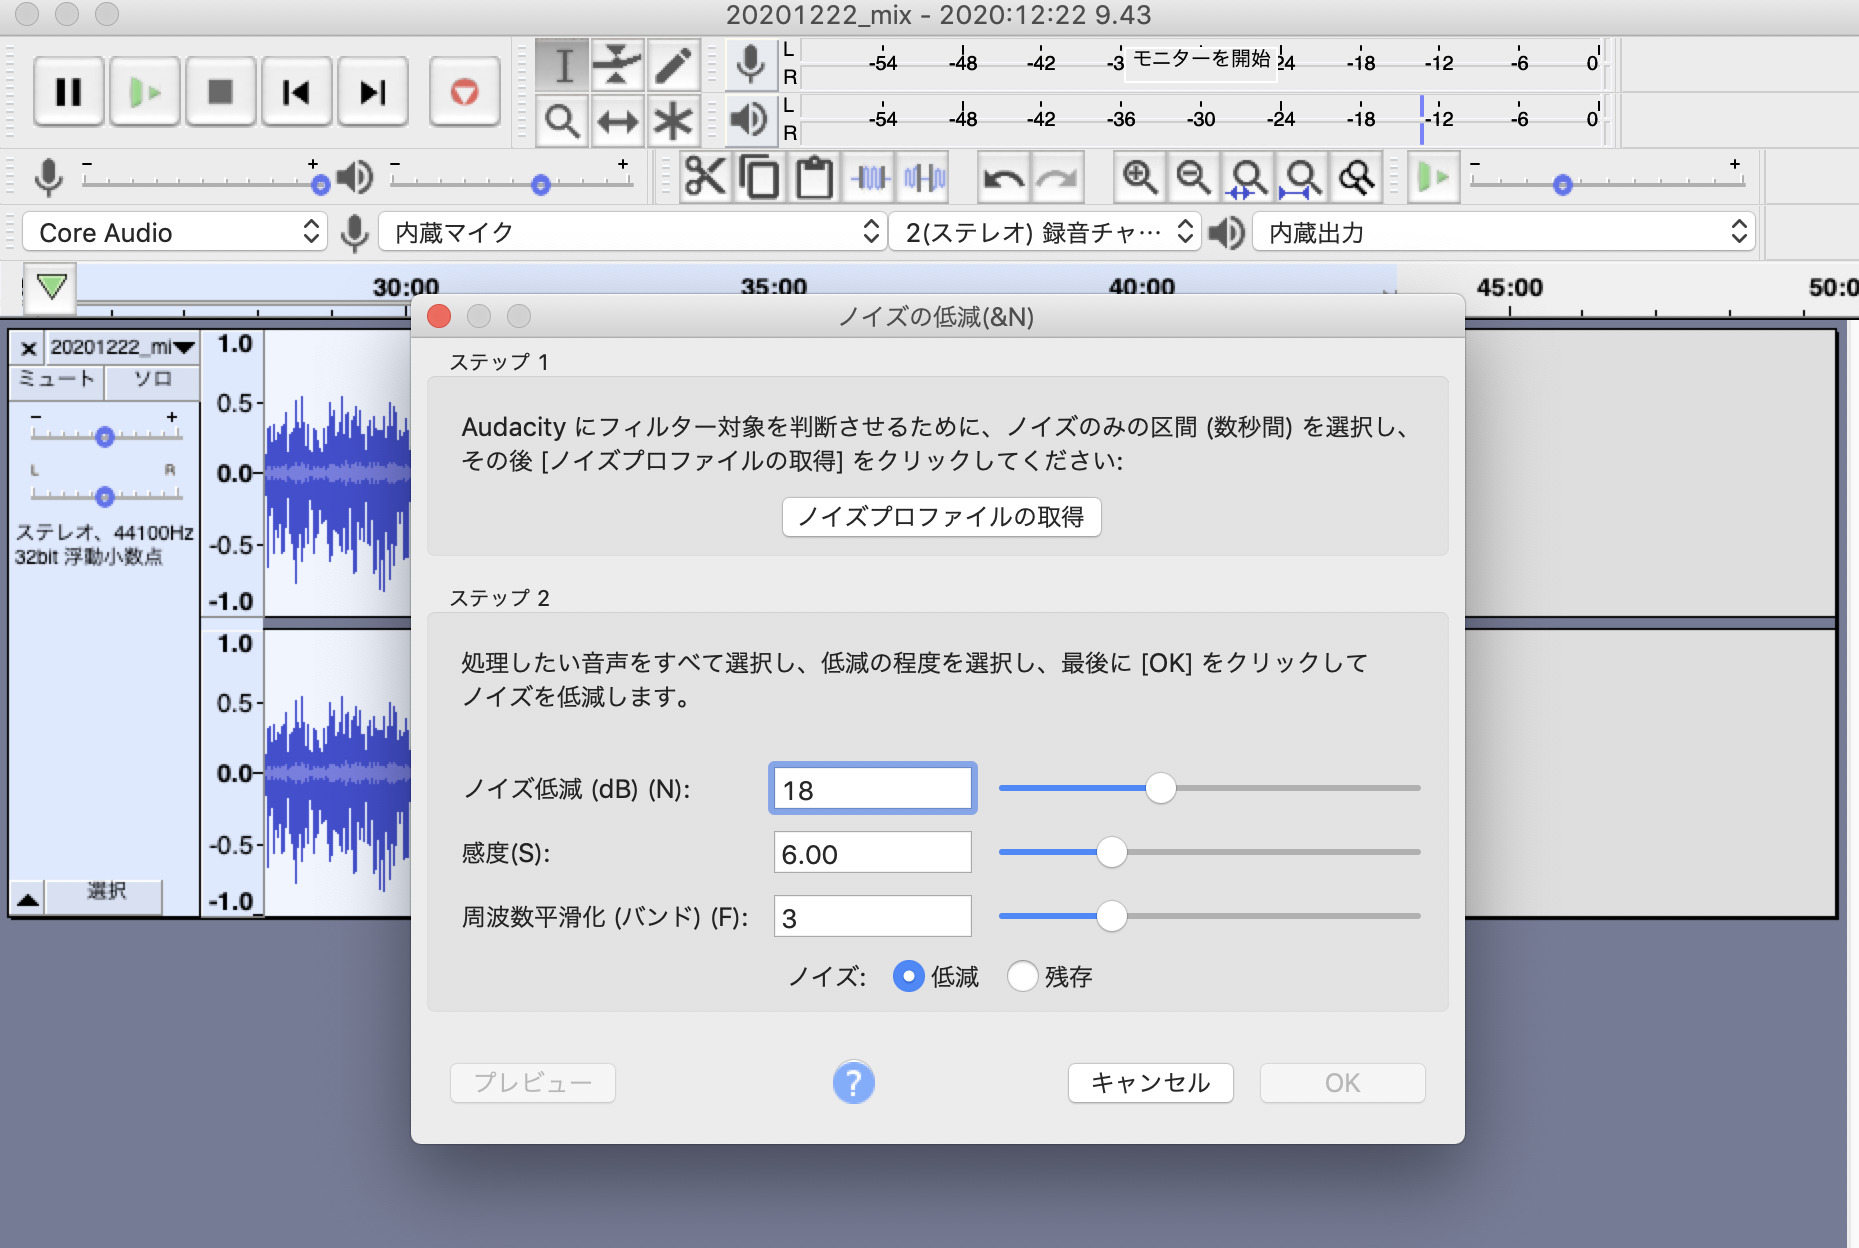 20201222_mix - 2020:12:22 9.43
L
R
-54 -48 -42 -3 モニターを開始 24 -18 -12 -6 0
L
R
-54 -48 -42 -36 -30 -24 -18 -12 -6 0
- + - + - +
Core Audio 内蔵マイク 2(ステレオ) 録音チャ… 内蔵出力
30:00 35:00 40:00 45:00 50:0
ノイズの低減(&N)
× 20201222_mi▼
ミュート ソロ
- +
L R
ステレオ、44100Hz
32bit 浮動小数点
選択
1.0
0.5
0.0
-0.5
-1.0
1.0
0.5
0.0
-0.5
-1.0
ステップ 1
Audacity にフィルター対象を判断させるために、ノイズのみの区間 (数秒間) を選択し、
その後 [ノイズプロファイルの取得] をクリックしてください:
ノイズプロファイルの取得
ステップ 2
処理したい音声をすべて選択し、低減の程度を選択し、最後に [OK] をクリックして
ノイズを低減します。
ノイズ低減 (dB) (N): 18
感度(S): 6.00
周波数平滑化 (バンド) (F): 3
ノイズ: 低減 残存
プレビュー ? キャンセル OK